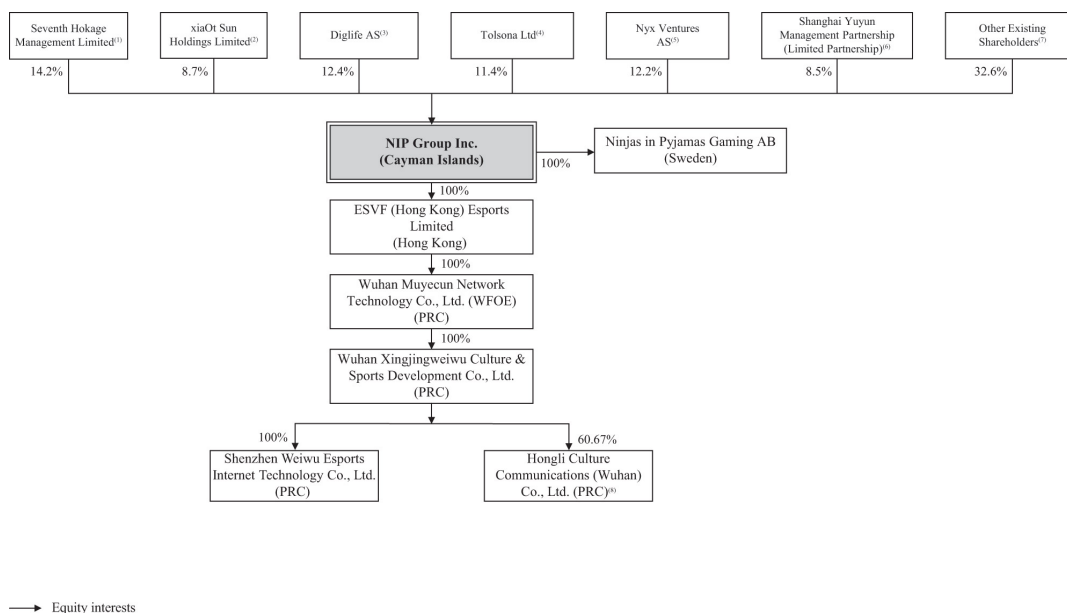 Seventh Hokage
Management Limited(1)
xiaOt Sun
Holdings Limited(2)
Diglife AS(3)
Tolsona Ltd(4)
Nyx Ventures
AS(5)
Shanghai Yuyun
Management Partnership
(Limited Partnership)(6)
Other Existing
Shareholders(7)
14.2%
8.7%
12.4%
11.4%
12.2%
8.5%
32.6%
NIP Group Inc.
(Cayman Islands)
100%
Ninjas in Pyjamas Gaming AB
(Sweden)
100%
ESVF (Hong Kong) Esports
Limited
(Hong Kong)
100%
Wuhan Muyecun Network
Technology Co., Ltd. (WFOE)
(PRC)
100%
Wuhan Xingjingweiwu Culture &
Sports Development Co., Ltd.
(PRC)
100%
60.67%
Shenzhen Weiwu Esports
Internet Technology Co., Ltd.
(PRC)
Hongli Culture
Communications (Wuhan)
Co., Ltd. (PRC)(8)
Equity interests